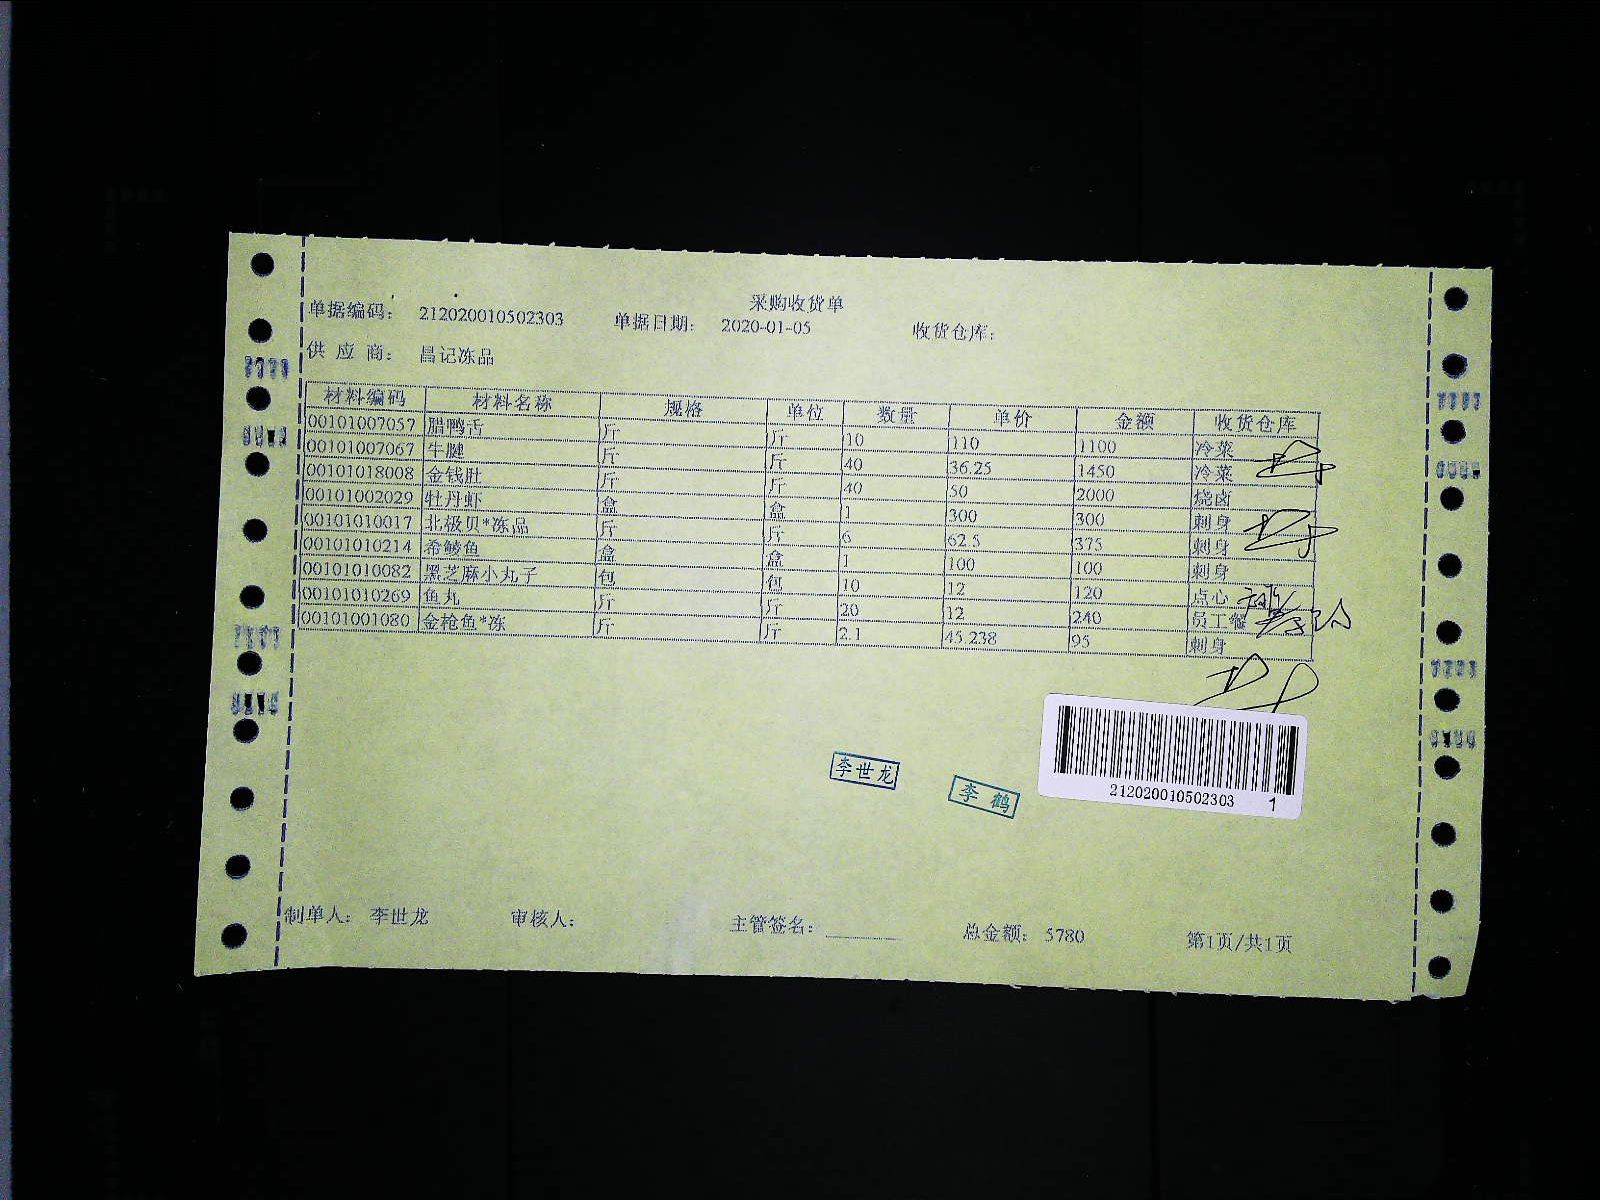 采购收货单
单据编码： 212020010502303 单据日期： 2020-01-05 收货仓库：
供 应 商： 昌记冻品
材料编码 材料名称 规格 单位 数量 单价 金额 收货仓库
00101007057 腊鸭舌 斤 斤 10 110 1100 冷菜
00101007067 牛腱 斤 斤 40 36.25 1450 冷菜
00101018008 金钱肚 斤 斤 40 50 2000 烧卤
00101002029 牡丹虾 盒 盒 1 300 300 刺身
00101010017 北极贝*冻品 斤 斤 6 62.5 375 刺身
00101010214 希鲮鱼 盒 盒 1 100 100 刺身
00101010082 黑芝麻小丸子 包 包 10 12 120 点心
00101010269 鱼丸 斤 斤 20 12 240 员工餐
00101001080 金枪鱼*冻 斤 斤 2.1 45.238 95 刺身
李世龙
李鹤
212020010502303 1
制单人： 李世龙 审核人： 主管签名： 总金额： 5780 第1页/共1页